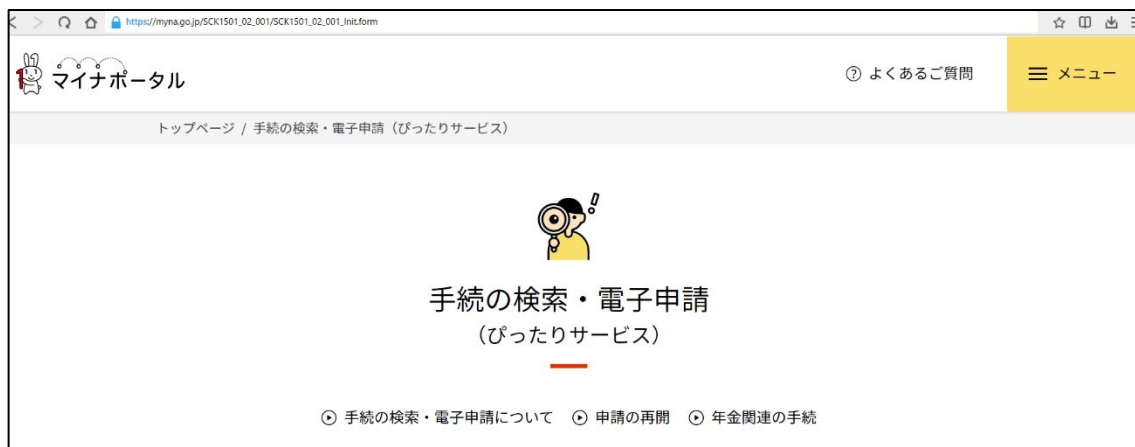 https://myna.go.jp/SCK1501_02_001/SCK1501_02_001_Init.form
マイナポータル
よくあるご質問
メニュー
トップページ / 手続の検索・電子申請（ぴったりサービス）
手続の検索・電子申請
（ぴったりサービス）
手続の検索・電子申請について 申請の再開 年金関連の手続